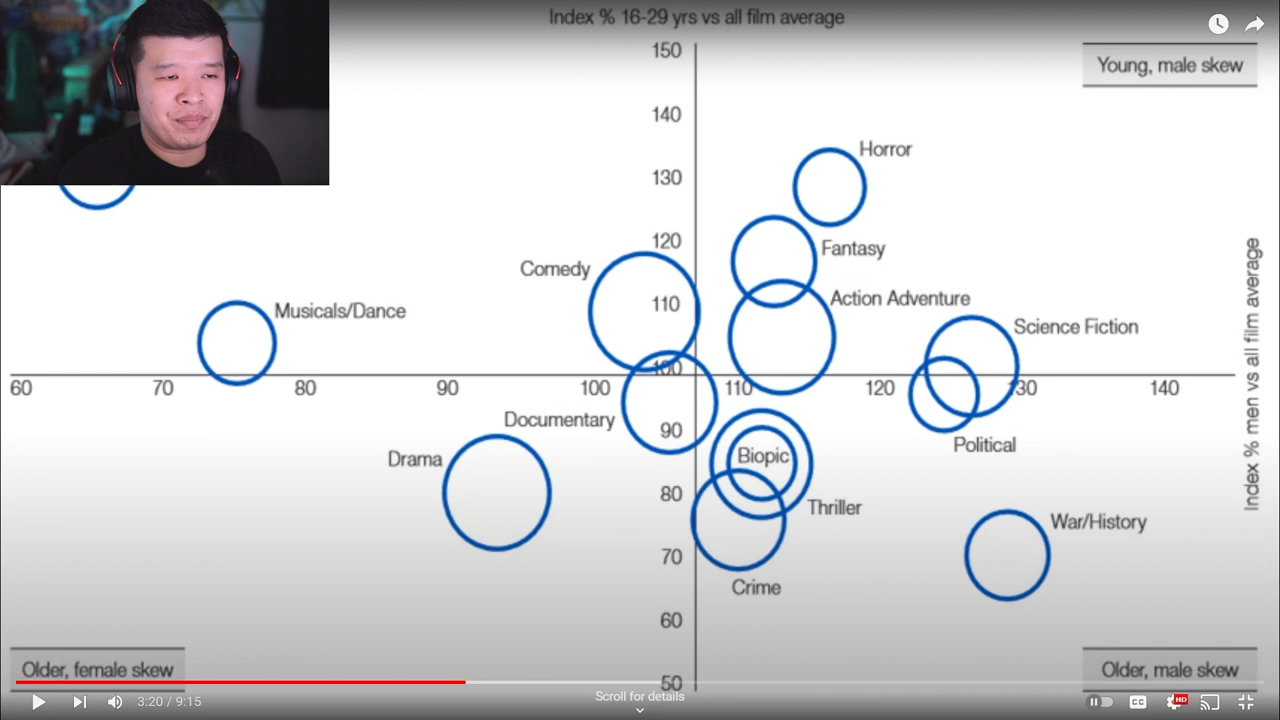 Index % 16-29 yrs vs all film average
150
Young, male skew
140
Horror
130
120
Fantasy
Comedy
110
Action Adventure
Musicals/Dance
Science Fiction
100
60 70 80 90 100 110 120 130 140
Index % men vs all film average
Documentary
90
Political
Drama
Biopic
80
Thriller
War/History
70
Crime
60
Older, female skew
Older, male skew
50
Scroll for details
3:20 / 9:15
CC
HD